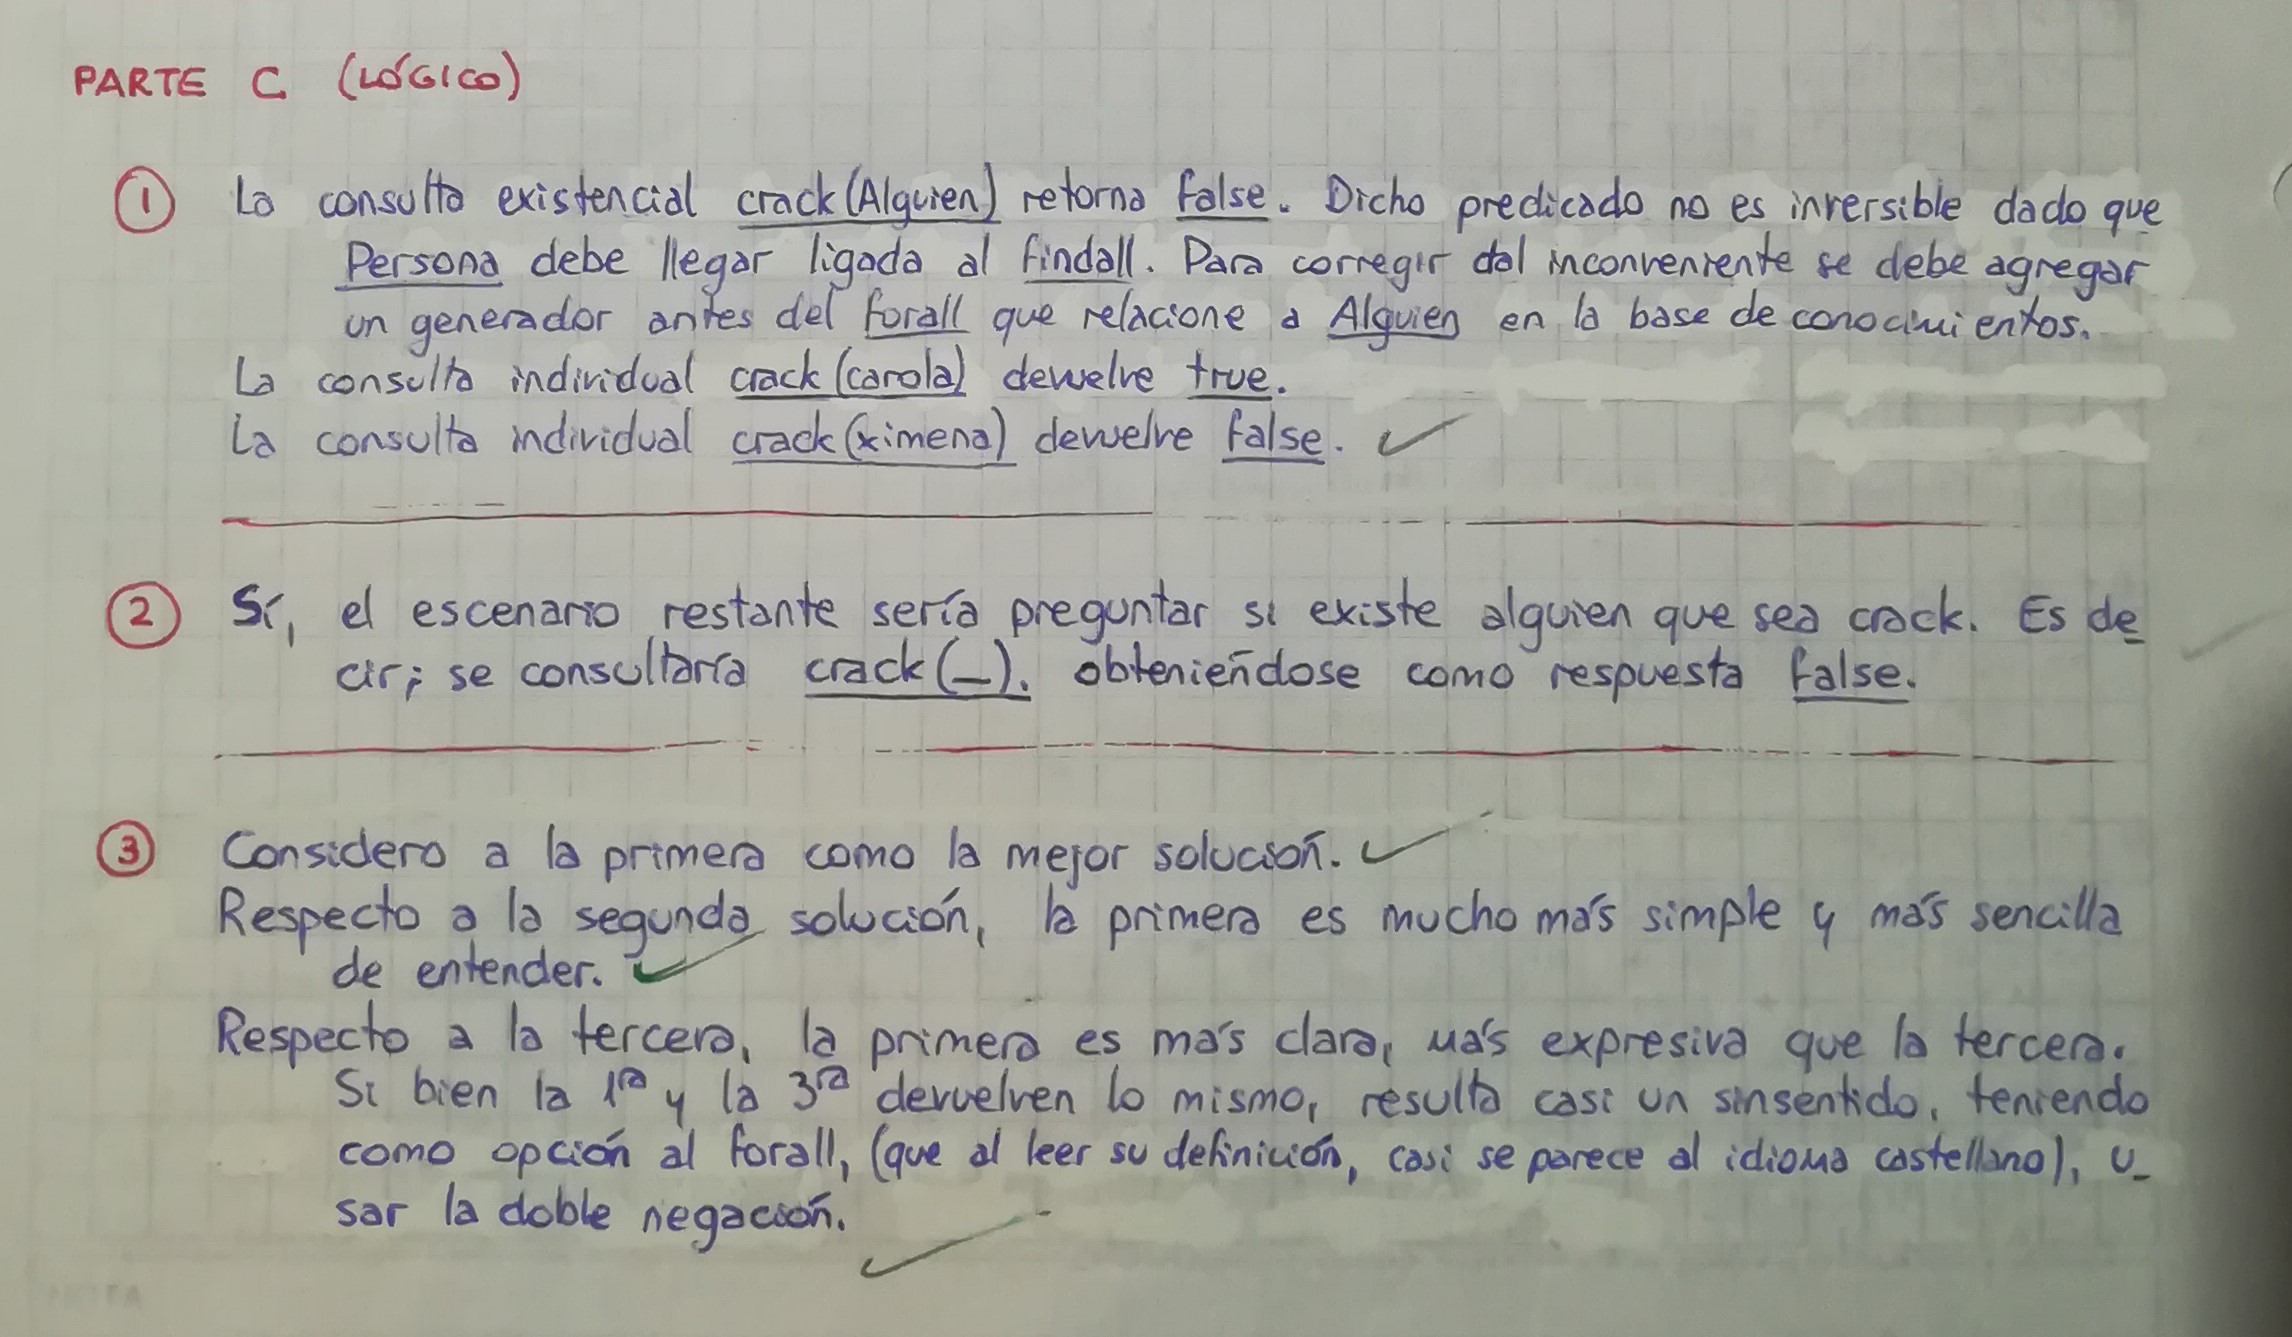 PARTE C (LÓGICO)
1 La consulta existencial crack(Alguien) retorna false. Dicho predicado no es inversible dado que
Persona debe llegar ligada al findall. Para corregir tal inconveniente se debe agregar
un generador antes del forall que relacione a Alguien en la base de conocimientos.
La consulta individual crack(carola) devuelve true.
La consulta individual crack(ximena) devuelve false.
2 Sí, el escenario restante sería preguntar si existe alguien que sea crack. Es de
cir; se consultaría crack(_). obteniéndose como respuesta false.
3 Considero a la primera como la mejor solución.
Respecto a la segunda solución, la primera es mucho más simple y más sencilla
de entender.
Respecto a la tercera, la primera es más clara, más expresiva que la tercera.
Si bien la 1ra y la 3ra devuelven lo mismo, resulta casi un sinsentido, teniendo
como opción al forall, (que al leer su definición, casi se parece al idioma castellano), u-
sar la doble negación.